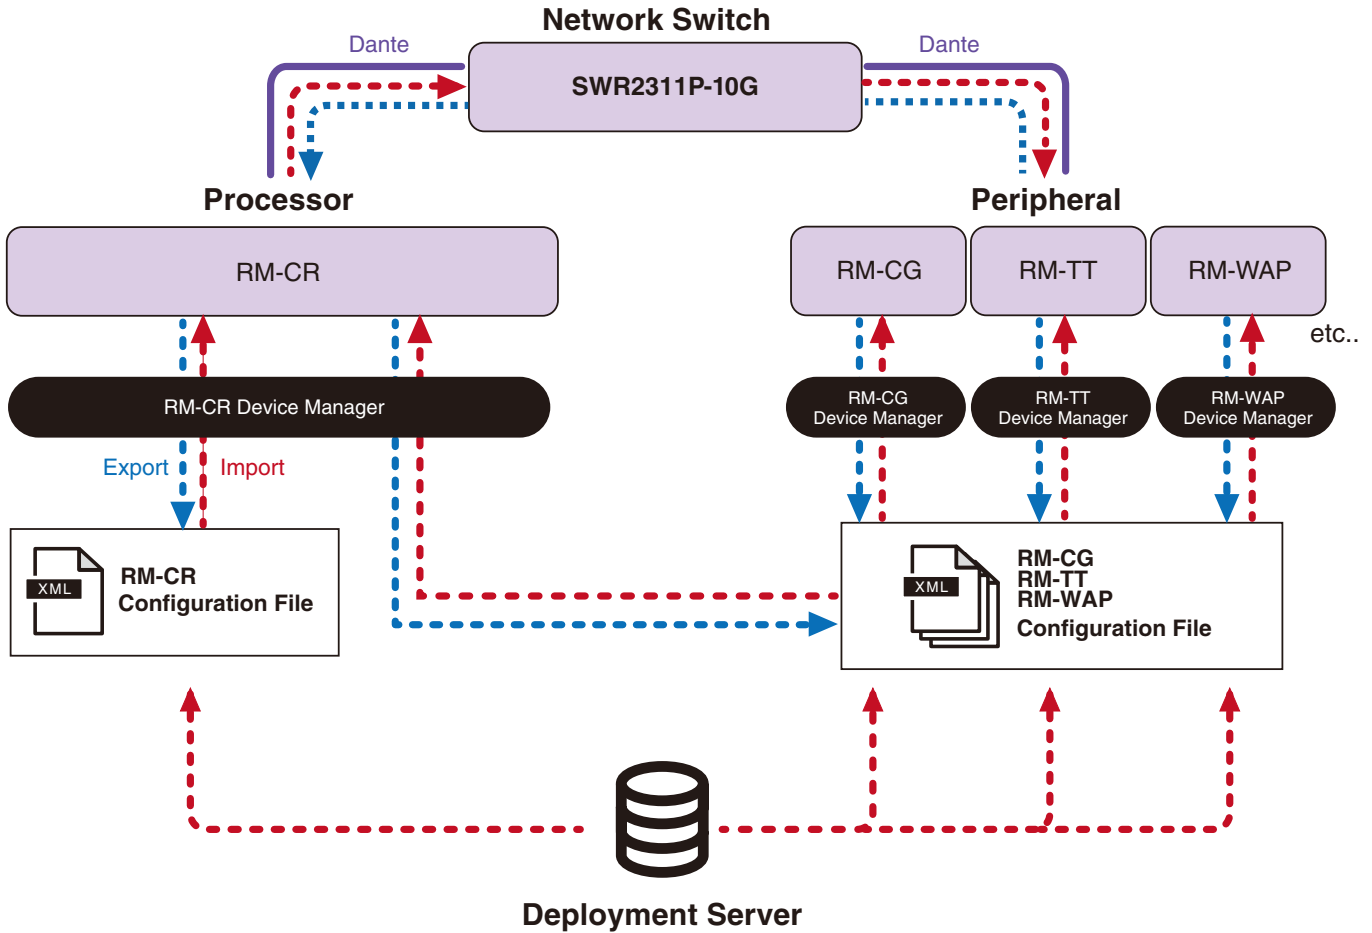 Network Switch
Dante
Dante
SWR2311P-10G
Processor
Peripheral
RM-CR
RM-CG
RM-TT
RM-WAP
etc..
RM-CR Device Manager
RM-CG
Device Manager
RM-TT
Device Manager
RM-WAP
Device Manager
Export
Import
XML
RM-CR
Configuration File
XML
RM-CG
RM-TT
RM-WAP
Configuration File
Deployment Server